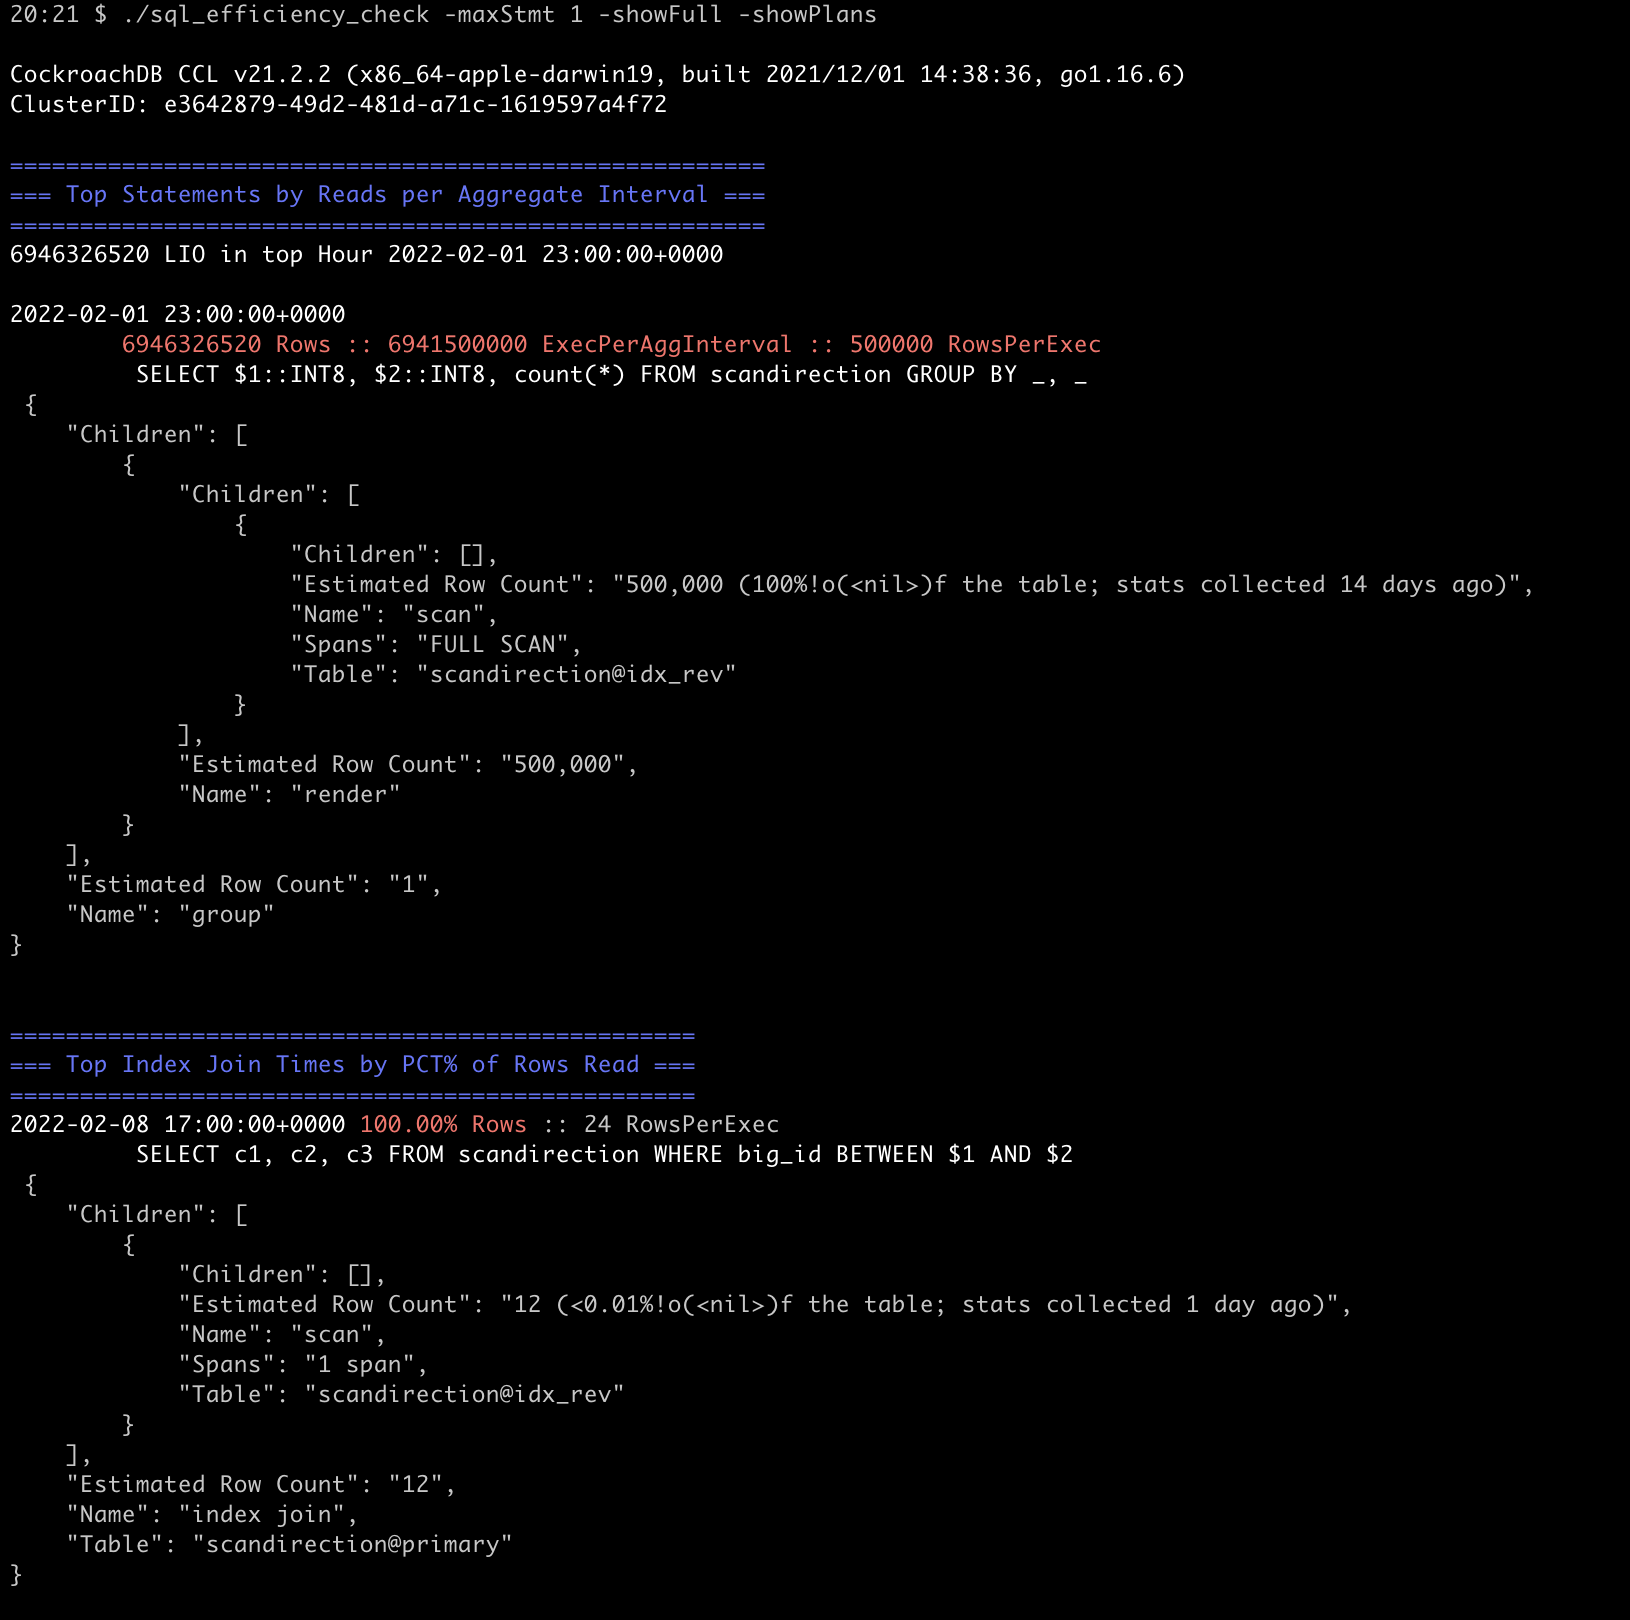 20:21 $ ./sql_efficiency_check -maxStmt 1 -showFull -showPlans

CockroachDB CCL v21.2.2 (x86_64-apple-darwin19, built 2021/12/01 14:38:36, go1.16.6)
ClusterID: e3642879-49d2-481d-a71c-1619597a4f72

======================================================
=== Top Statements by Reads per Aggregate Interval ===
======================================================
6946326520 LIO in top Hour 2022-02-01 23:00:00+0000

2022-02-01 23:00:00+0000
        6946326520 Rows :: 6941500000 ExecPerAggInterval :: 500000 RowsPerExec
         SELECT $1::INT8, $2::INT8, count(*) FROM scandirection GROUP BY _, _
 {
    "Children": [
        {
            "Children": [
                {
                    "Children": [],
                    "Estimated Row Count": "500,000 (100%!o(<nil>)f the table; stats collected 14 days ago)",
                    "Name": "scan",
                    "Spans": "FULL SCAN",
                    "Table": "scandirection@idx_rev"
                }
            ],
            "Estimated Row Count": "500,000",
            "Name": "render"
        }
    ],
    "Estimated Row Count": "1",
    "Name": "group"
}

=================================================
=== Top Index Join Times by PCT% of Rows Read ===
=================================================
2022-02-08 17:00:00+0000 100.00% Rows :: 24 RowsPerExec
         SELECT c1, c2, c3 FROM scandirection WHERE big_id BETWEEN $1 AND $2
 {
    "Children": [
        {
            "Children": [],
            "Estimated Row Count": "12 (<0.01%!o(<nil>)f the table; stats collected 1 day ago)",
            "Name": "scan",
            "Spans": "1 span",
            "Table": "scandirection@idx_rev"
        }
    ],
    "Estimated Row Count": "12",
    "Name": "index join",
    "Table": "scandirection@primary"
}